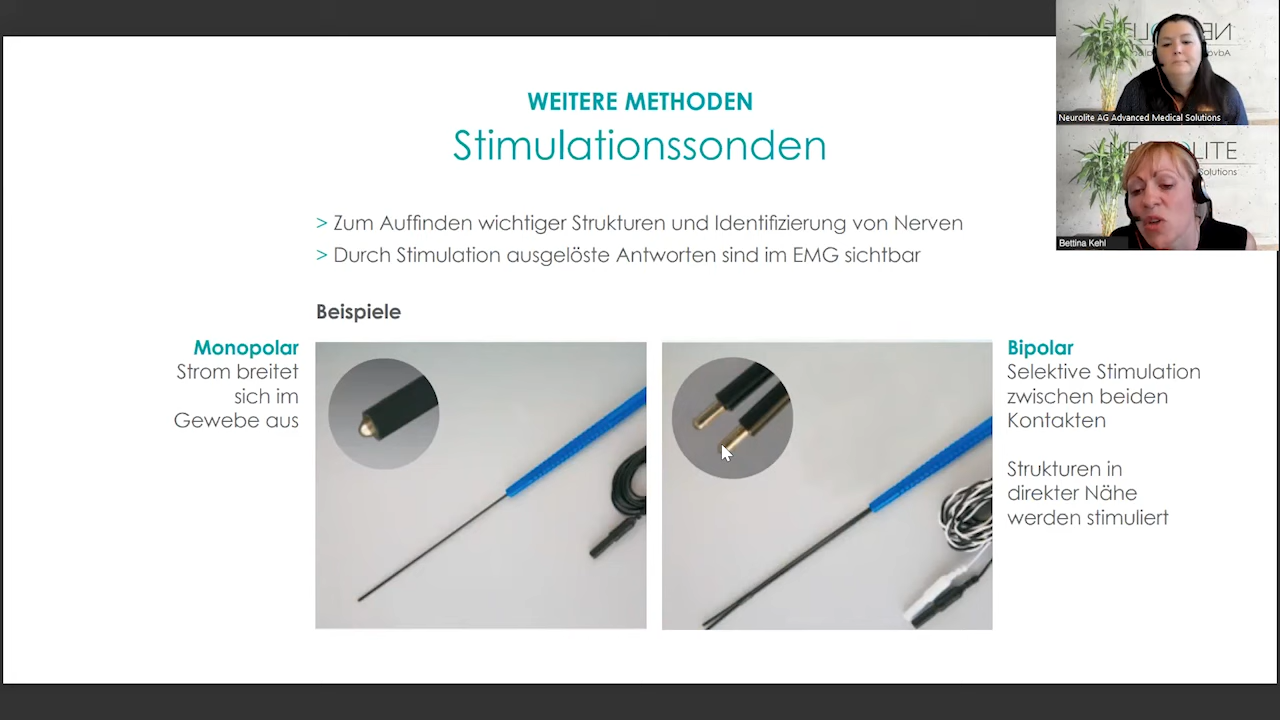 WEITERE METHODEN
Stimulationssonden
> Zum Auffinden wichtiger Strukturen und Identifizierung von Nerven
> Durch Stimulation ausgelöste Antworten sind im EMG sichtbar
Beispiele
Monopolar
Strom breitet
sich im
Gewebe aus
Bipolar
Selektive Stimulation
zwischen beiden
Kontakten
Strukturen in
direkter Nähe
werden stimuliert
Neurolite AG Advanced Medical Solutions
LITE
Solutions
Bettina Kehl